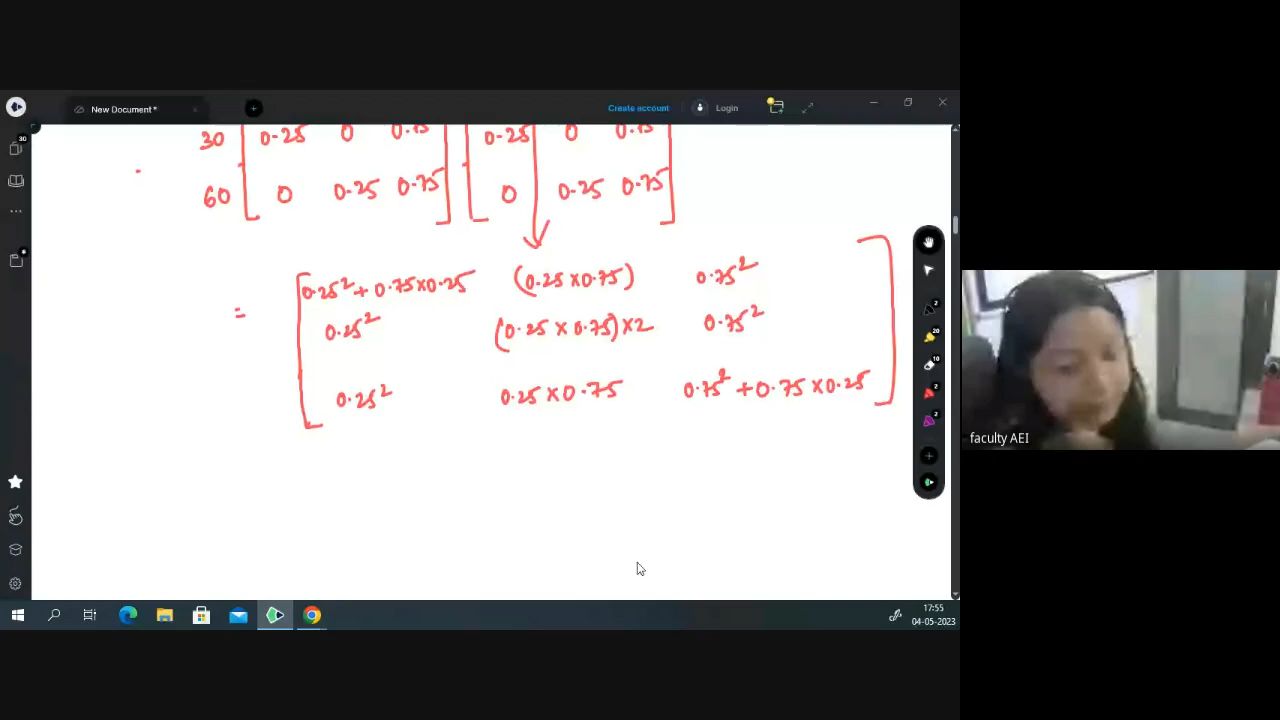 New Document*
Create account
Login
30 0.25 0 0.75 0.25 0 0.75
60 0 0.25 0.75 0 0.25 0.75
= 0.25² + 0.75×0.25 (0.25×0.75) 0.75²
0.25² (0.25 × 0.75)×2 0.75²
0.25² 0.25 × 0.75 0.75² + 0.75 × 0.25
faculty AEI
17:55
04-05-2023